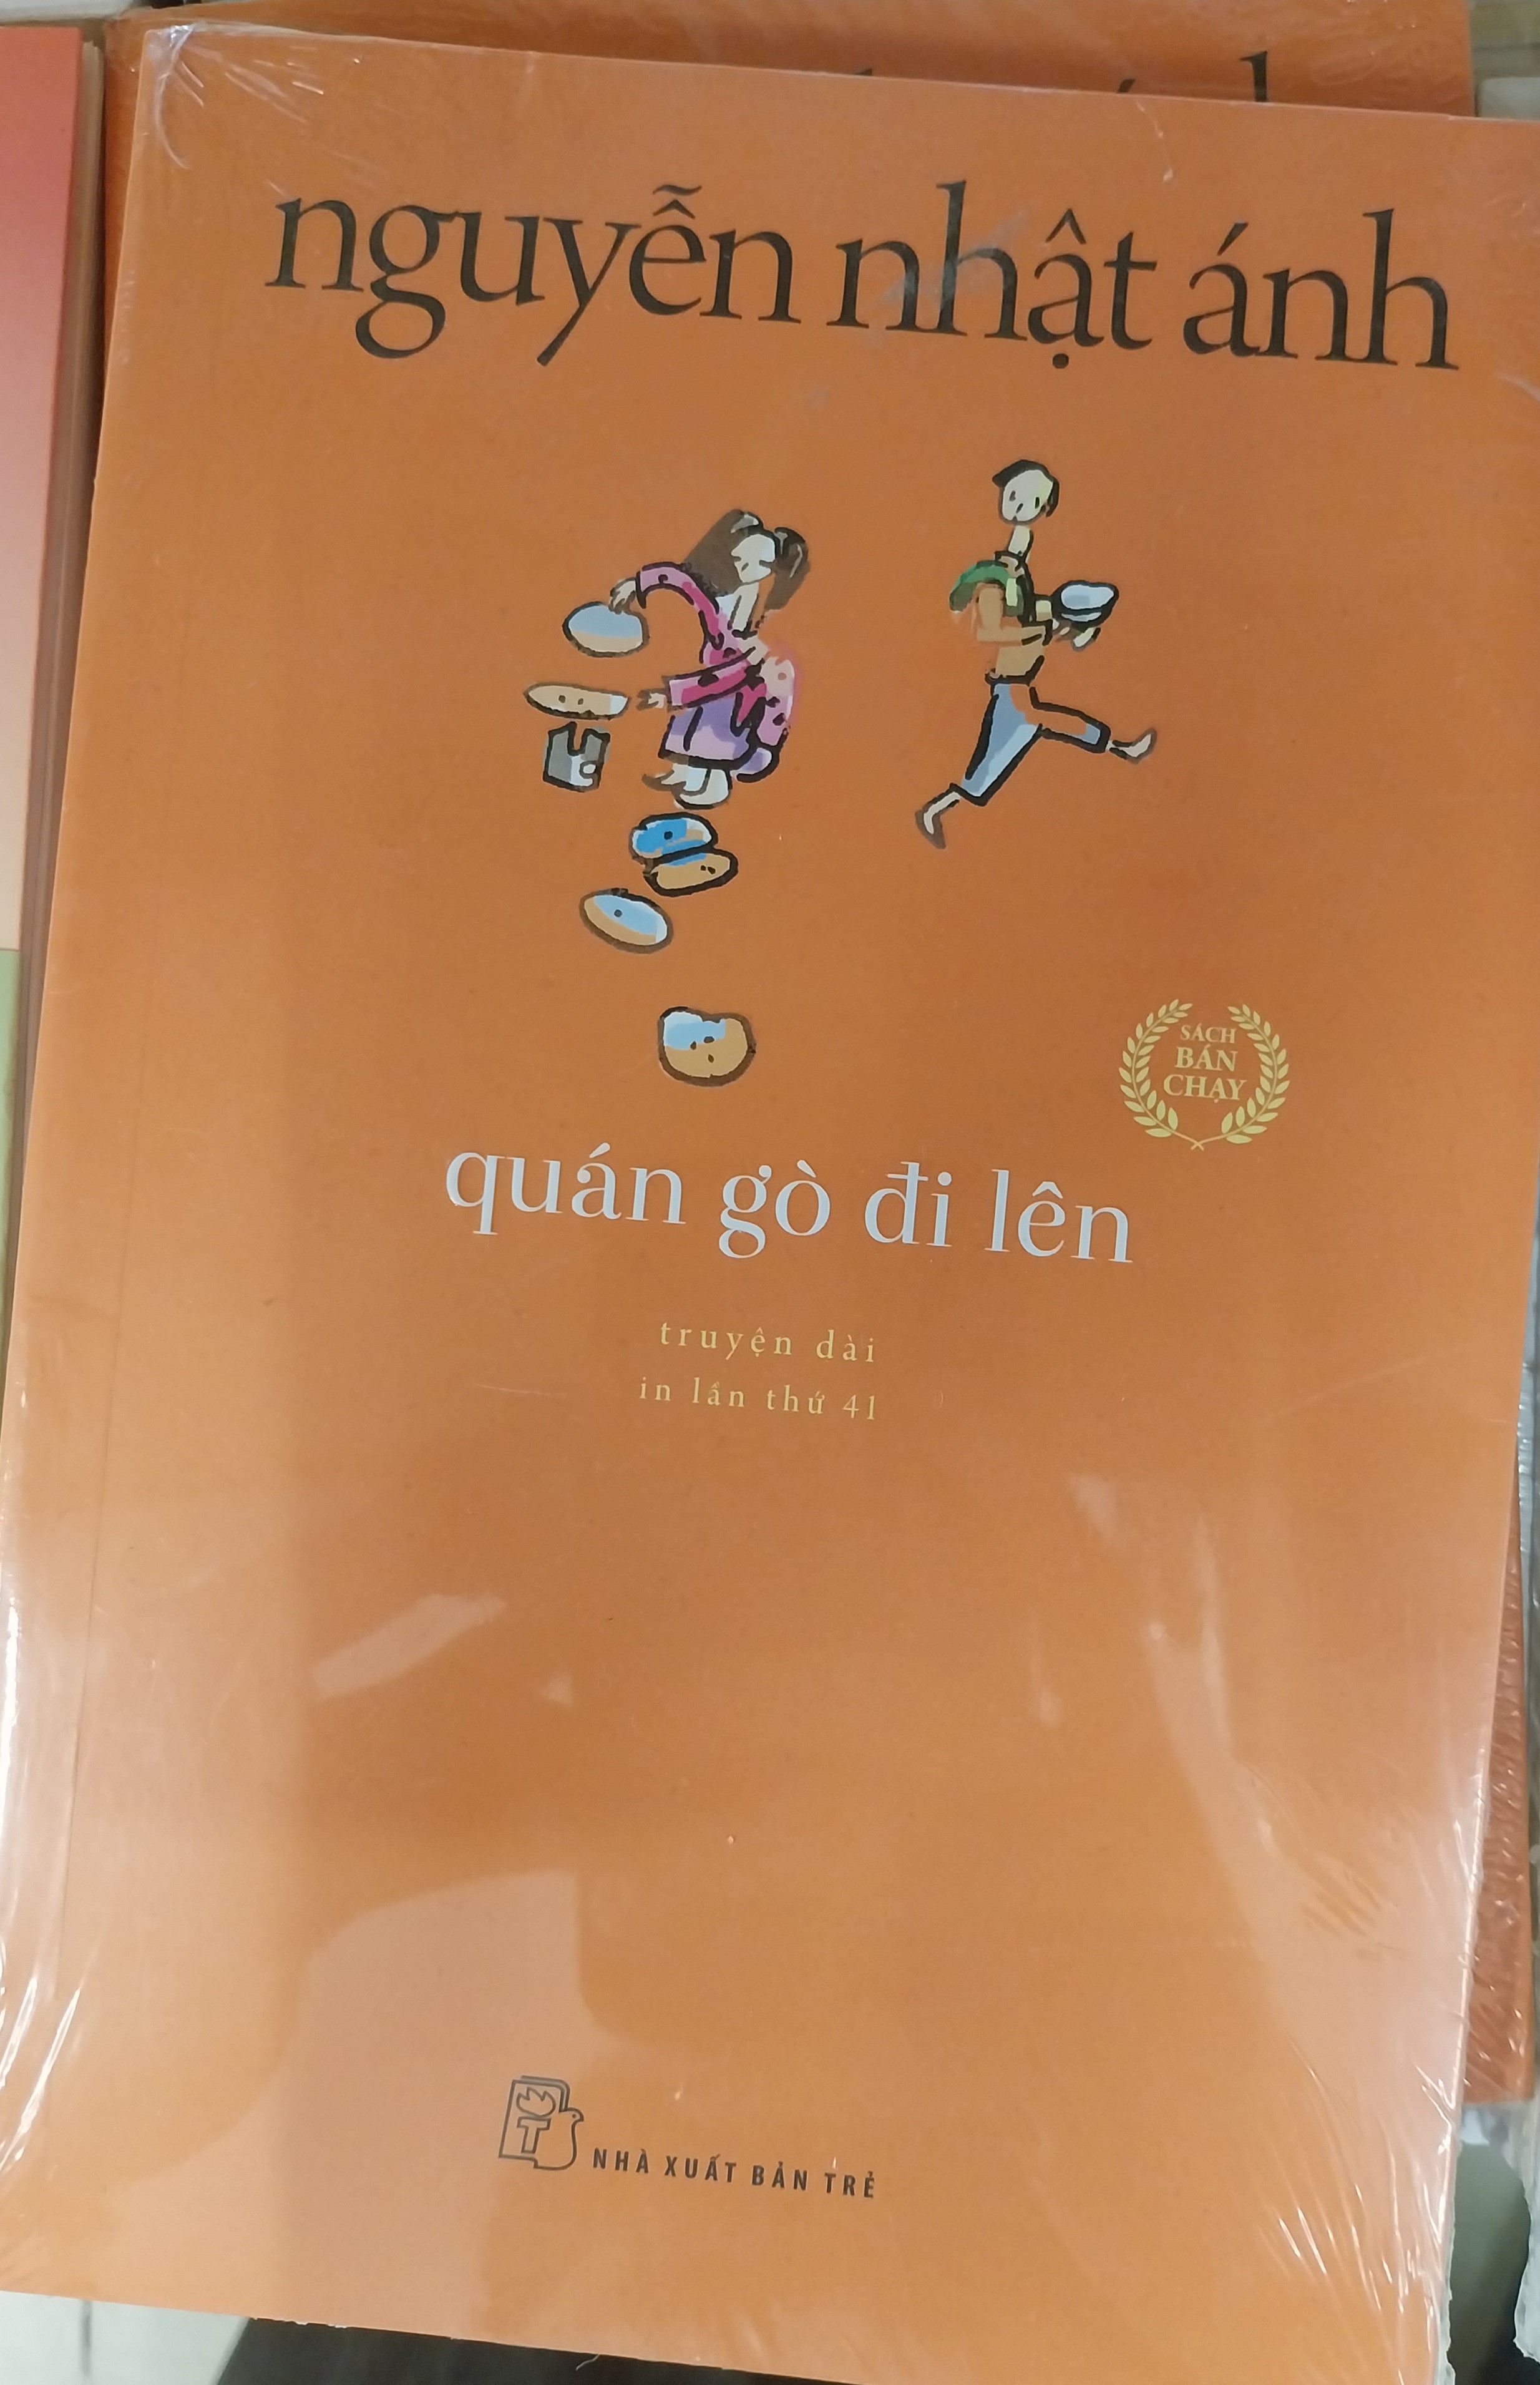 nguyễn nhật ánh
SÁCH
BÁN
CHẠY
quán gò đi lên
truyện dài
in lần thứ 41
NHÀ XUẤT BẢN TRẺ